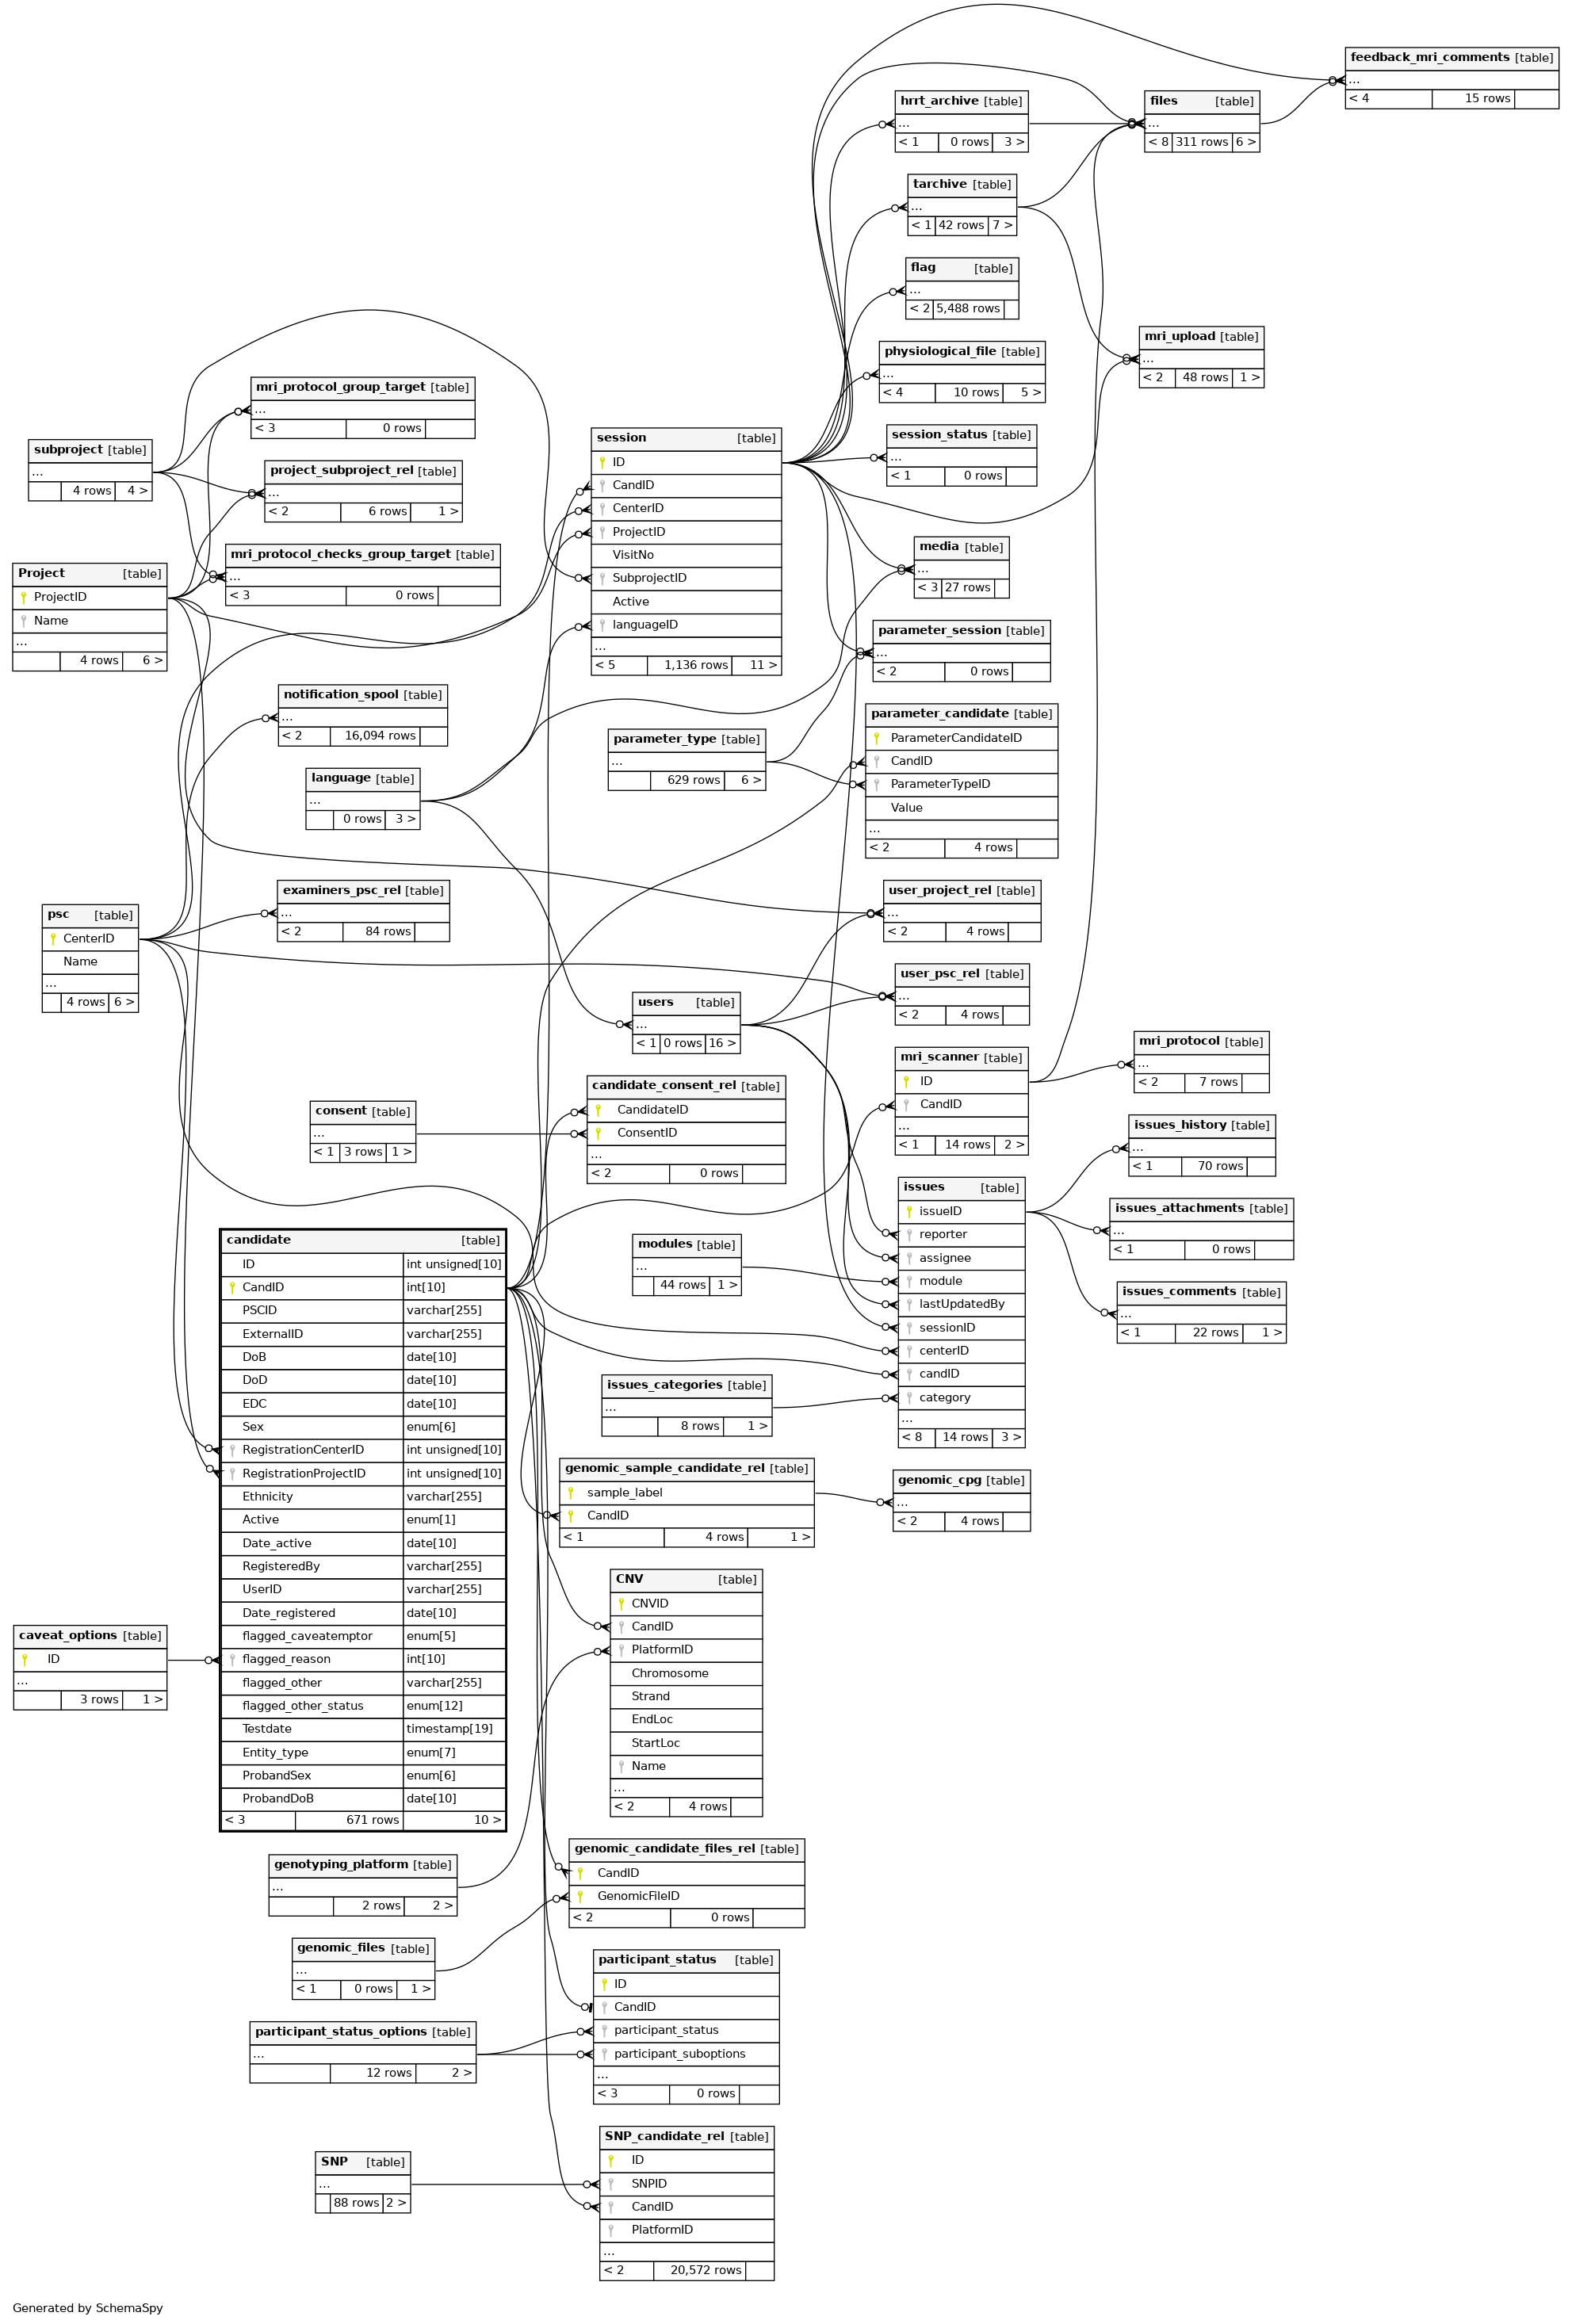 feedback_mri_comments [table]
...
< 4 15 rows
hrrt_archive [table]
...
< 1 0 rows 3 >
files [table]
...
< 8 311 rows 6 >
tarchive [table]
...
< 1 42 rows 7 >
flag [table]
...
< 2 5,488 rows
mri_upload [table]
...
< 2 48 rows 1 >
physiological_file [table]
...
< 4 10 rows 5 >
mri_protocol_group_target [table]
...
< 3 0 rows
subproject [table]
...
4 rows 4 >
session [table]
ID
CandID
CenterID
ProjectID
VisitNo
SubprojectID
Active
languageID
...
< 5 1,136 rows 11 >
session_status [table]
...
< 1 0 rows
project_subproject_rel [table]
...
< 2 6 rows 1 >
mri_protocol_checks_group_target [table]
...
< 3 0 rows
Project [table]
ProjectID
Name
...
4 rows 6 >
media [table]
...
< 3 27 rows
parameter_session [table]
...
< 2 0 rows
notification_spool [table]
...
< 2 16,094 rows
parameter_type [table]
...
629 rows 6 >
parameter_candidate [table]
ParameterCandidateID
CandID
ParameterTypeID
Value
...
< 2 4 rows
language [table]
...
0 rows 3 >
examiners_psc_rel [table]
...
< 2 84 rows
psc [table]
CenterID
Name
...
4 rows 6 >
user_project_rel [table]
...
< 2 4 rows
user_psc_rel [table]
...
< 2 4 rows
users [table]
...
< 1 0 rows 16 >
mri_scanner [table]
ID
CandID
...
< 1 14 rows 2 >
mri_protocol [table]
...
< 2 7 rows
candidate_consent_rel [table]
CandidateID
ConsentID
...
< 2 0 rows
consent [table]
...
< 1 3 rows 1 >
issues_history [table]
...
< 1 70 rows
issues [table]
issueID
reporter
assignee
module
lastUpdatedBy
sessionID
centerID
candID
category
...
< 8 14 rows 3 >
issues_attachments [table]
...
< 1 0 rows
issues_comments [table]
...
< 1 22 rows 1 >
modules [table]
...
44 rows 1 >
candidate [table]
ID int unsigned[10]
CandID int[10]
PSCID varchar[255]
ExternalID varchar[255]
DoB date[10]
DoD date[10]
EDC date[10]
Sex enum[6]
RegistrationCenterID int unsigned[10]
RegistrationProjectID int unsigned[10]
Ethnicity varchar[255]
Active enum[1]
Date_active date[10]
RegisteredBy varchar[255]
UserID varchar[255]
Date_registered date[10]
flagged_caveatemptor enum[5]
flagged_reason int[10]
flagged_other varchar[255]
flagged_other_status enum[12]
Testdate timestamp[19]
Entity_type enum[7]
ProbandSex enum[6]
ProbandDoB date[10]
< 3 671 rows 10 >
issues_categories [table]
...
8 rows 1 >
genomic_sample_candidate_rel [table]
sample_label
CandID
< 1 4 rows 1 >
genomic_cpg [table]
...
< 2 4 rows
CNV [table]
CNVID
CandID
PlatformID
Chromosome
Strand
EndLoc
StartLoc
Name
...
< 2 4 rows
caveat_options [table]
ID
...
3 rows 1 >
genomic_candidate_files_rel [table]
CandID
GenomicFileID
< 2 0 rows
genotyping_platform [table]
...
2 rows 2 >
genomic_files [table]
...
< 1 0 rows 1 >
participant_status [table]
ID
CandID
participant_status
participant_suboptions
...
< 3 0 rows
participant_status_options [table]
...
12 rows 2 >
SNP_candidate_rel [table]
ID
SNPID
CandID
PlatformID
...
< 2 20,572 rows
SNP [table]
...
88 rows 2 >
Generated by SchemaSpy